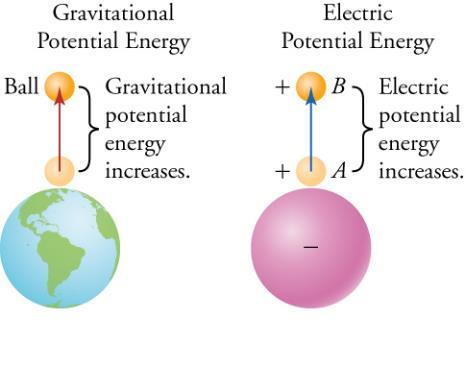 Gravitational
Potential Energy
Ball
Gravitational
potential
energy
increases.
Electric
Potential Energy
+ B
+ A
Electric
potential
energy
increases.
−